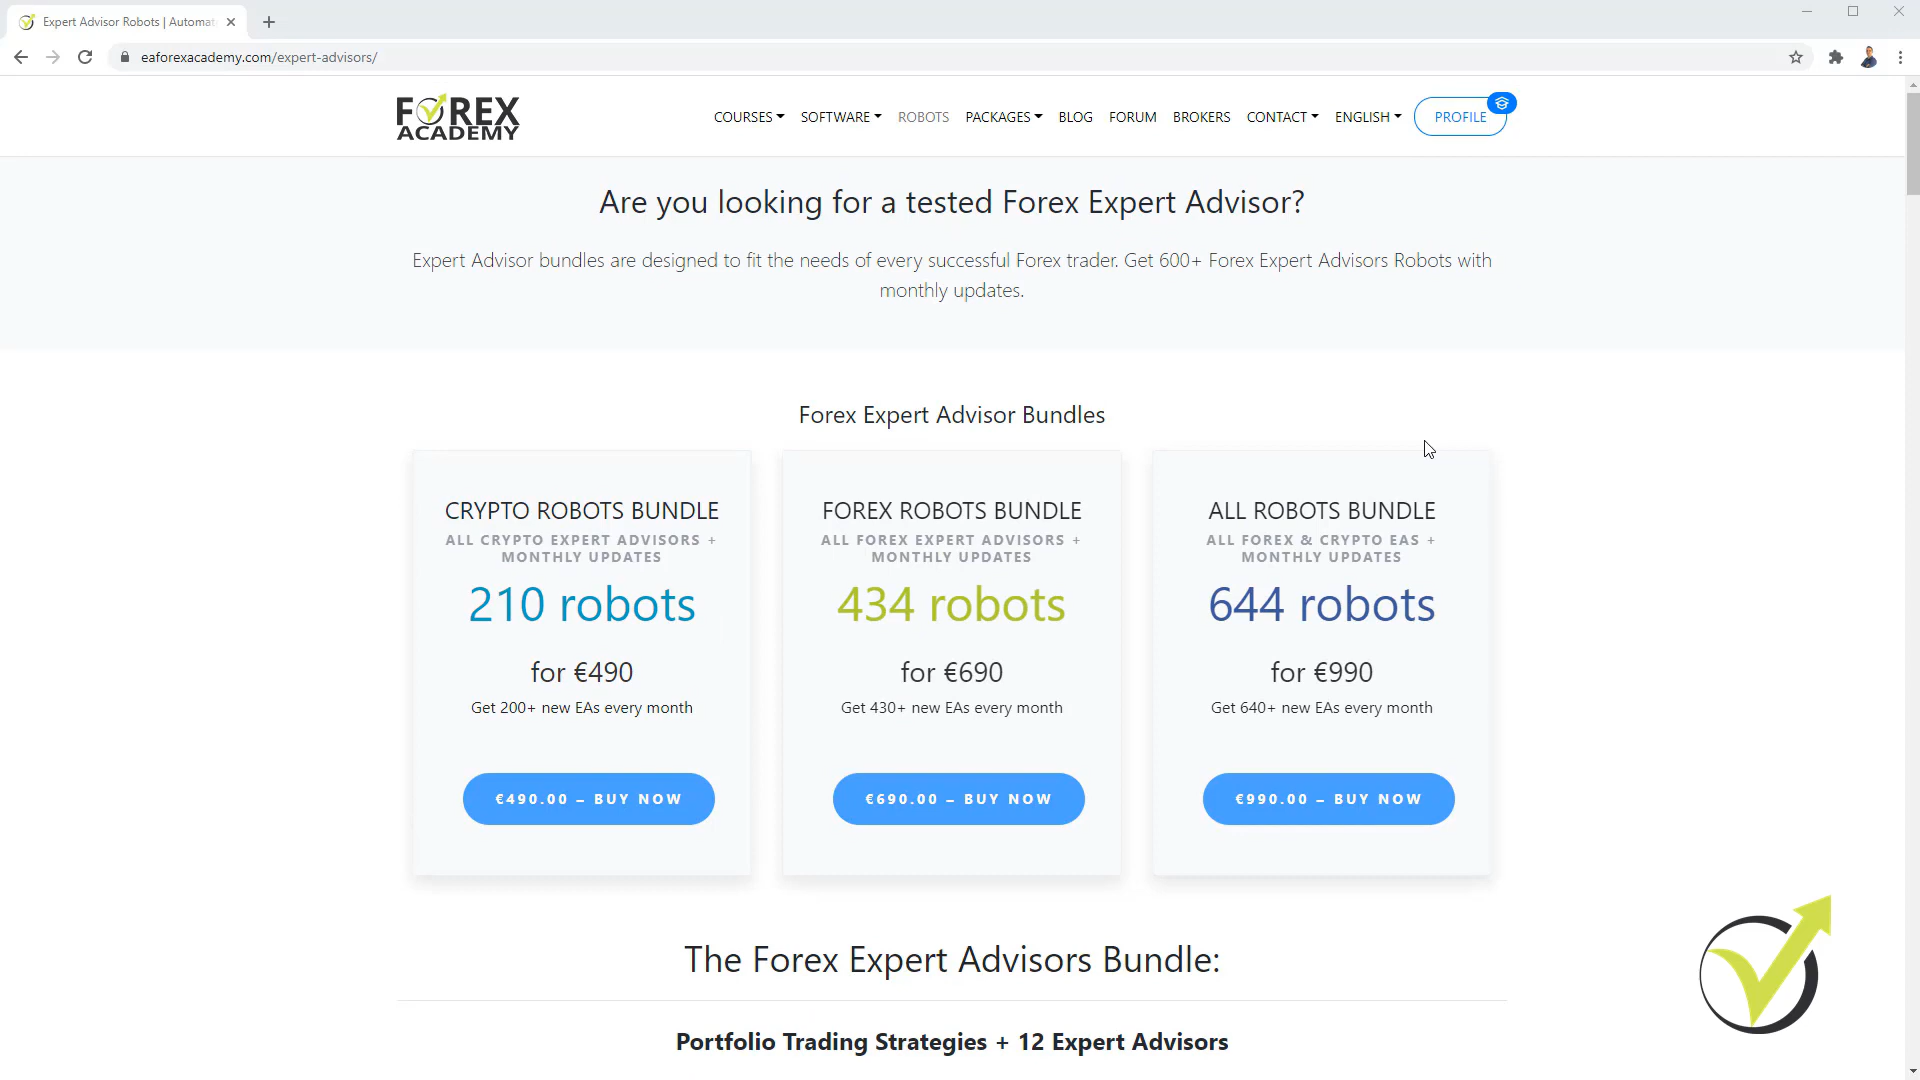 Expert Advisor Robots | Automat
eaforexacademy.com/expert-advisors/
FOREX
ACADEMY
COURSES SOFTWARE ROBOTS PACKAGES BLOG FORUM BROKERS CONTACT ENGLISH PROFILE
Are you looking for a tested Forex Expert Advisor?
Expert Advisor bundles are designed to fit the needs of every successful Forex trader. Get 600+ Forex Expert Advisors Robots with
monthly updates.
Forex Expert Advisor Bundles
CRYPTO ROBOTS BUNDLE
ALL CRYPTO EXPERT ADVISORS +
MONTHLY UPDATES
210 robots
for €490
Get 200+ new EAs every month
€490.00 – BUY NOW
FOREX ROBOTS BUNDLE
ALL FOREX EXPERT ADVISORS +
MONTHLY UPDATES
434 robots
for €690
Get 430+ new EAs every month
€690.00 – BUY NOW
ALL ROBOTS BUNDLE
ALL FOREX & CRYPTO EAS +
MONTHLY UPDATES
644 robots
for €990
Get 640+ new EAs every month
€990.00 – BUY NOW
The Forex Expert Advisors Bundle:
Portfolio Trading Strategies + 12 Expert Advisors